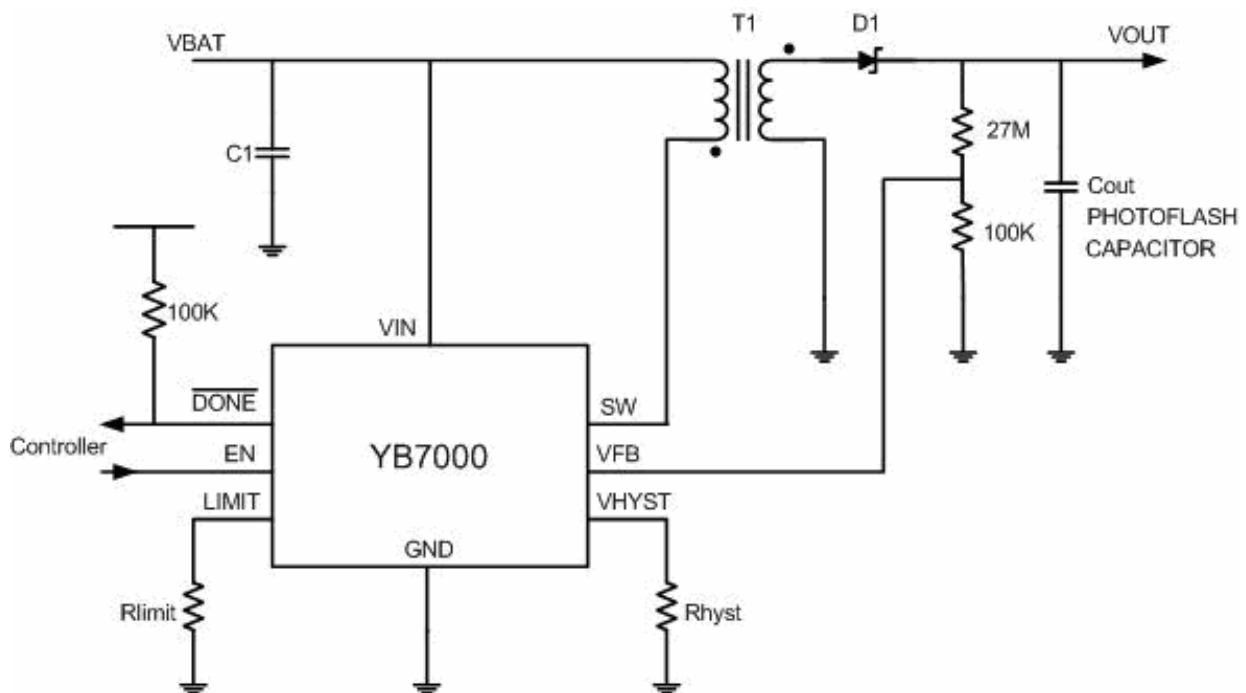 T1
D1
VBAT
VOUT
27M
C1
Cout
PHOTOFLASH
CAPACITOR
100K
100K
VIN
DONE
SW
Controller
EN
YB7000
VFB
LIMIT
VHYST
GND
Rlimit
Rhyst